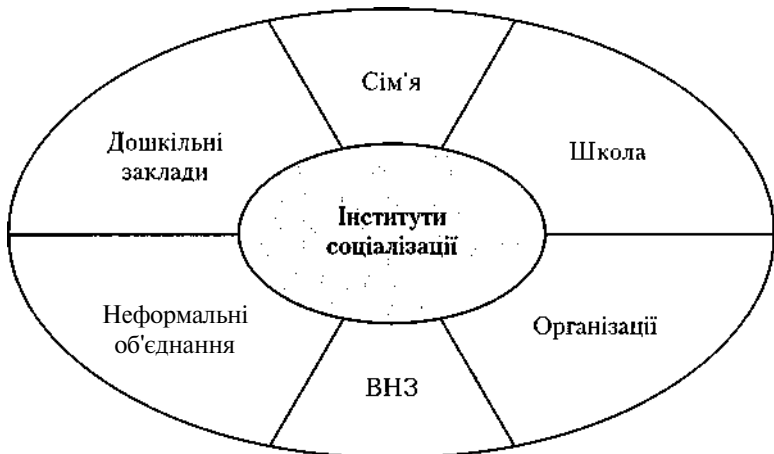 Сім'я
Дошкільні
заклади
Школа
Інститути
соціалізації
Неформальні
об'єднання
Організації
ВНЗ